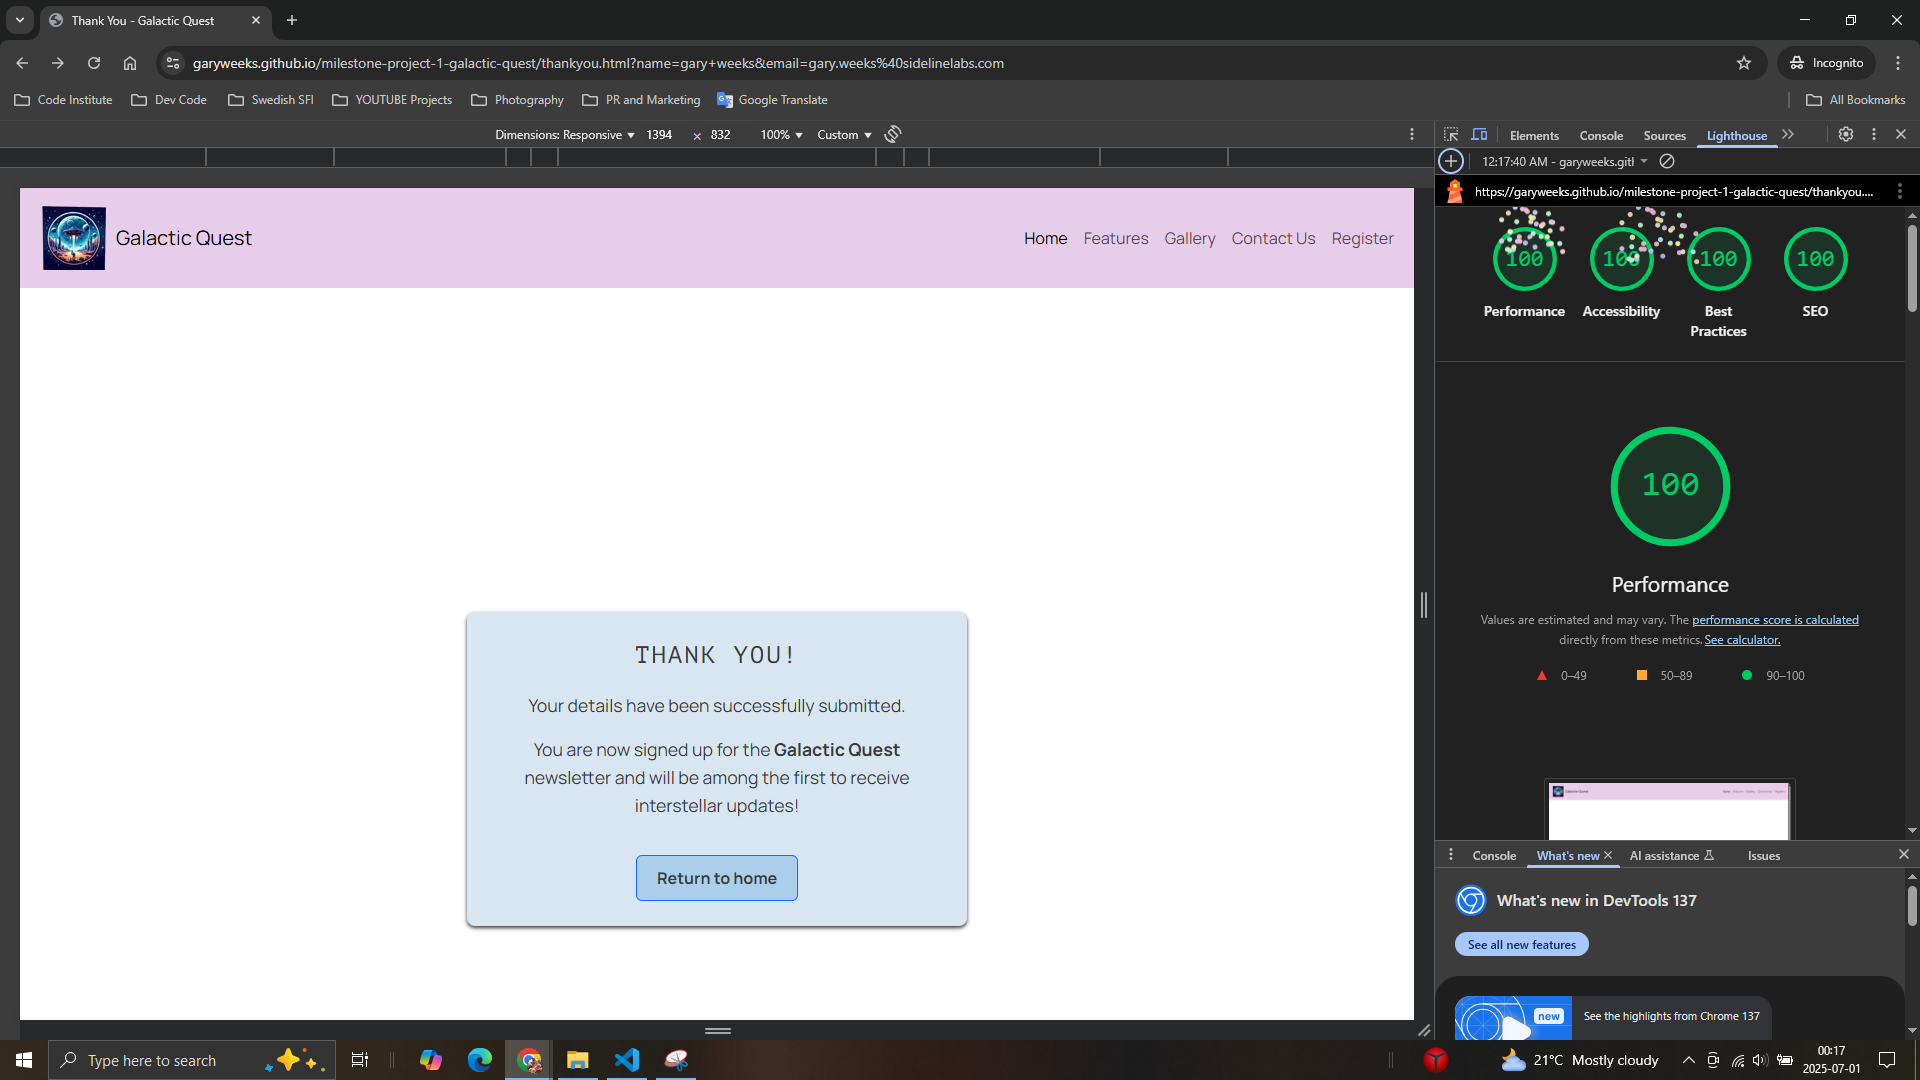 Thank You - Galactic Quest
garyweeks.github.io/milestone-project-1-galactic-quest/thankyou.html?name=gary+weeks&email=gary.weeks%40sidelinelabs.com
Incognito
Code Institute
Dev Code
Swedish SFI
YOUTUBE Projects
Photography
PR and Marketing
Google Translate
All Bookmarks
Dimensions: Responsive
1394
×
832
100%
Custom
Elements
Console
Sources
Lighthouse
12:17:40 AM - garyweeks.gitl
https://garyweeks.github.io/milestone-project-1-galactic-quest/thankyou....
Galactic Quest
Home
Features
Gallery
Contact Us
Register
100
100
100
100
Performance
Accessibility
Best
Practices
SEO
100
Performance
Values are estimated and may vary. The performance score is calculated
directly from these metrics. See calculator.
0–49
50–89
90–100
THANK YOU!
Your details have been successfully submitted.
You are now signed up for the Galactic Quest
newsletter and will be among the first to receive
interstellar updates!
Return to home
Console
What's new
AI assistance
Issues
What's new in DevTools 137
See all new features
new
See the highlights from Chrome 137
Type here to search
21°C Mostly cloudy
00:17
2025-07-01